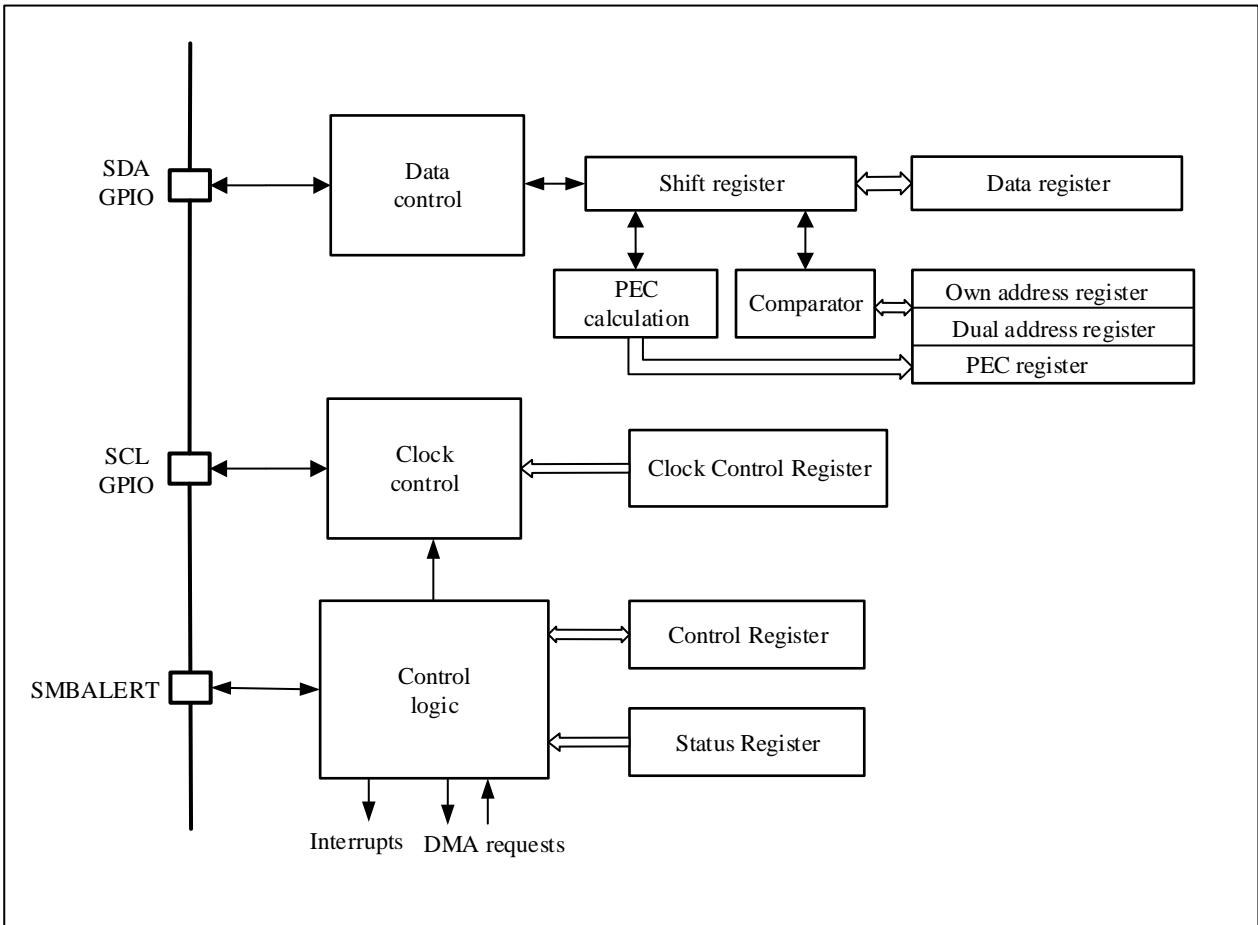 SDA
GPIO
Data
control
Shift register
Data register
PEC
calculation
Comparator
Own address register
Dual address register
PEC register
SCL
GPIO
Clock
control
Clock Control Register
SMBALERT
Control
logic
Control Register
Status Register
Interrupts
DMA requests